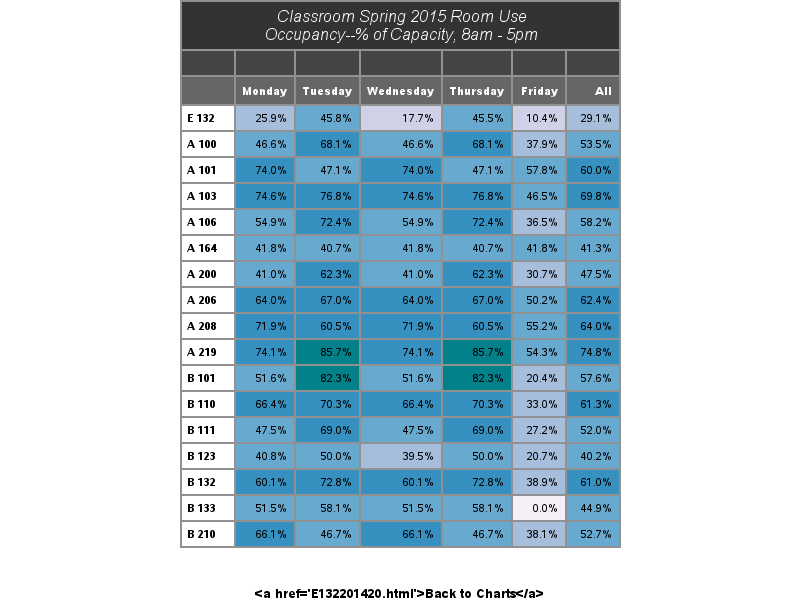 Classroom Spring 2015 Room Use
Occupancy--% of Capacity, 8am - 5pm
Monday Tuesday Wednesday Thursday Friday All
E 132 25.9% 45.8% 17.7% 45.5% 10.4% 29.1%
A 100 46.6% 68.1% 46.6% 68.1% 37.9% 53.5%
A 101 74.0% 47.1% 74.0% 47.1% 57.8% 60.0%
A 103 74.6% 76.8% 74.6% 76.8% 46.5% 69.8%
A 106 54.9% 72.4% 54.9% 72.4% 36.5% 58.2%
A 164 41.8% 40.7% 41.8% 40.7% 41.8% 41.3%
A 200 41.0% 62.3% 41.0% 62.3% 30.7% 47.5%
A 206 64.0% 67.0% 64.0% 67.0% 50.2% 62.4%
A 208 71.9% 60.5% 71.9% 60.5% 55.2% 64.0%
A 219 74.1% 85.7% 74.1% 85.7% 54.3% 74.8%
B 101 51.6% 82.3% 51.6% 82.3% 20.4% 57.6%
B 110 66.4% 70.3% 66.4% 70.3% 33.0% 61.3%
B 111 47.5% 69.0% 47.5% 69.0% 27.2% 52.0%
B 123 40.8% 50.0% 39.5% 50.0% 20.7% 40.2%
B 132 60.1% 72.8% 60.1% 72.8% 38.9% 61.0%
B 133 51.5% 58.1% 51.5% 58.1% 0.0% 44.9%
B 210 66.1% 46.7% 66.1% 46.7% 38.1% 52.7%
<a href='E132201420.html'>Back to Charts</a>